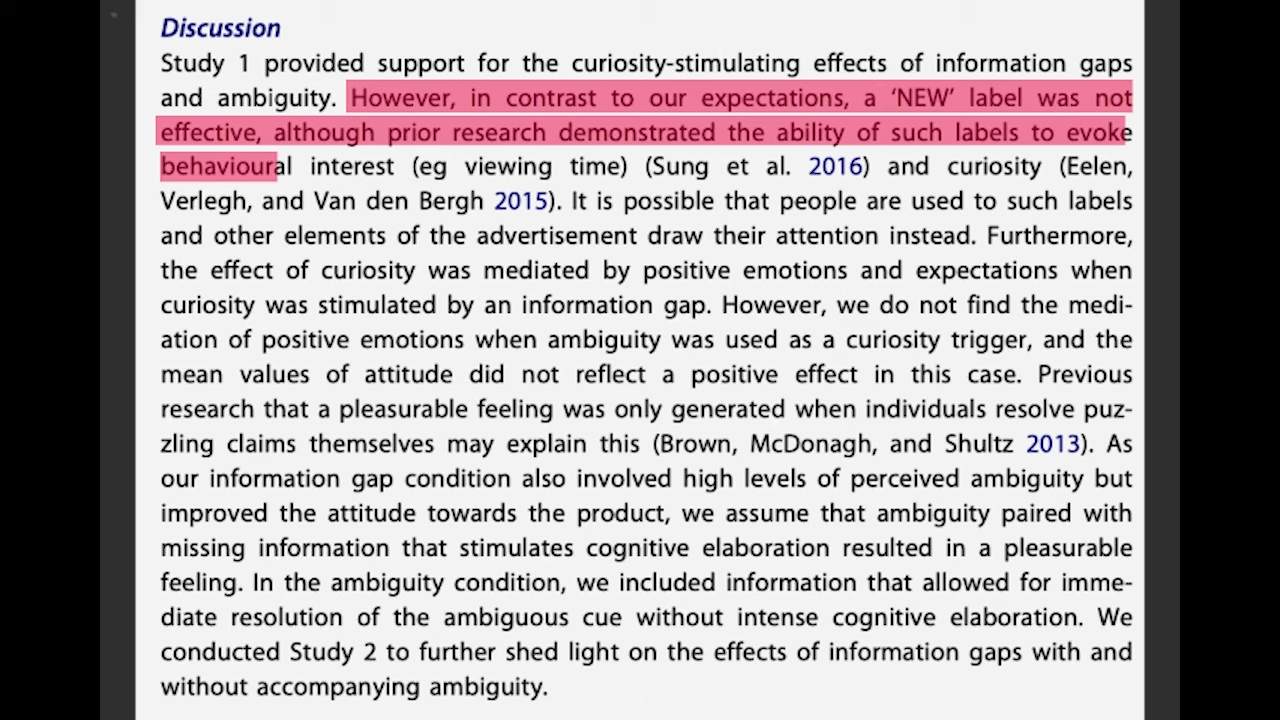 Discussion
Study 1 provided support for the curiosity-stimulating effects of information gaps
and ambiguity. However, in contrast to our expectations, a ‘NEW’ label was not
effective, although prior research demonstrated the ability of such labels to evoke
behavioural interest (eg viewing time) (Sung et al. 2016) and curiosity (Eelen,
Verlegh, and Van den Bergh 2015). It is possible that people are used to such labels
and other elements of the advertisement draw their attention instead. Furthermore,
the effect of curiosity was mediated by positive emotions and expectations when
curiosity was stimulated by an information gap. However, we do not find the medi-
ation of positive emotions when ambiguity was used as a curiosity trigger, and the
mean values of attitude did not reflect a positive effect in this case. Previous
research that a pleasurable feeling was only generated when individuals resolve puz-
zling claims themselves may explain this (Brown, McDonagh, and Shultz 2013). As
our information gap condition also involved high levels of perceived ambiguity but
improved the attitude towards the product, we assume that ambiguity paired with
missing information that stimulates cognitive elaboration resulted in a pleasurable
feeling. In the ambiguity condition, we included information that allowed for imme-
diate resolution of the ambiguous cue without intense cognitive elaboration. We
conducted Study 2 to further shed light on the effects of information gaps with and
without accompanying ambiguity.